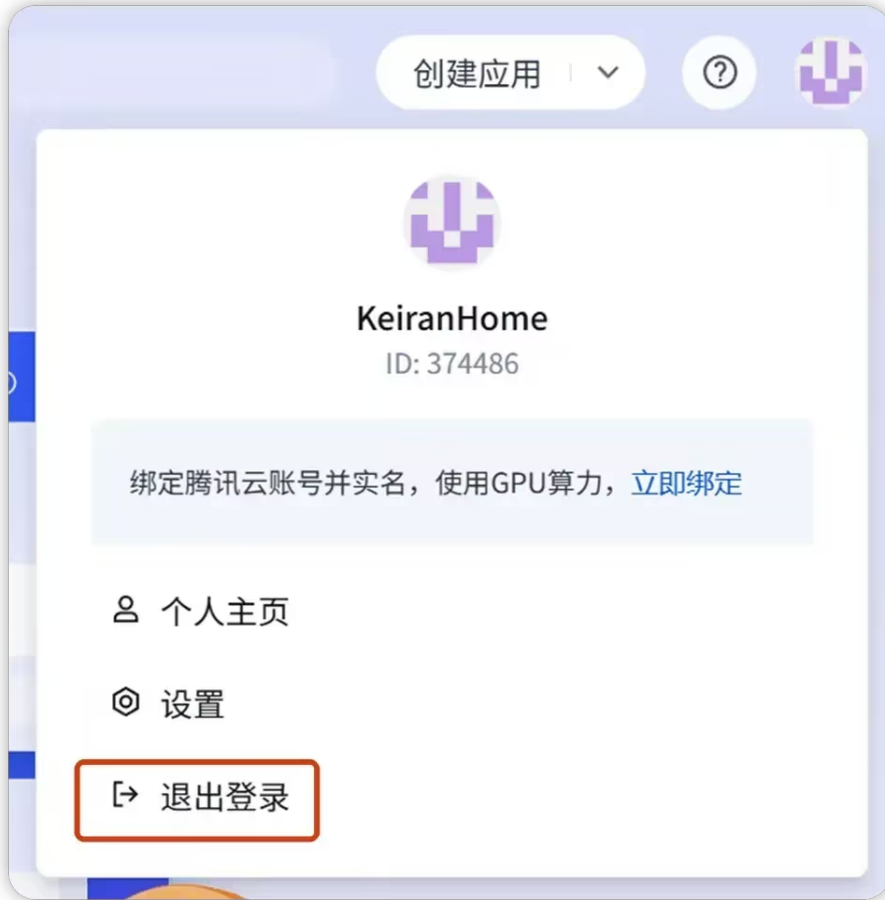 创建应用
KeiranHome
ID: 374486
绑定腾讯云账号并实名，使用GPU算力，立即绑定
个人主页
设置
退出登录